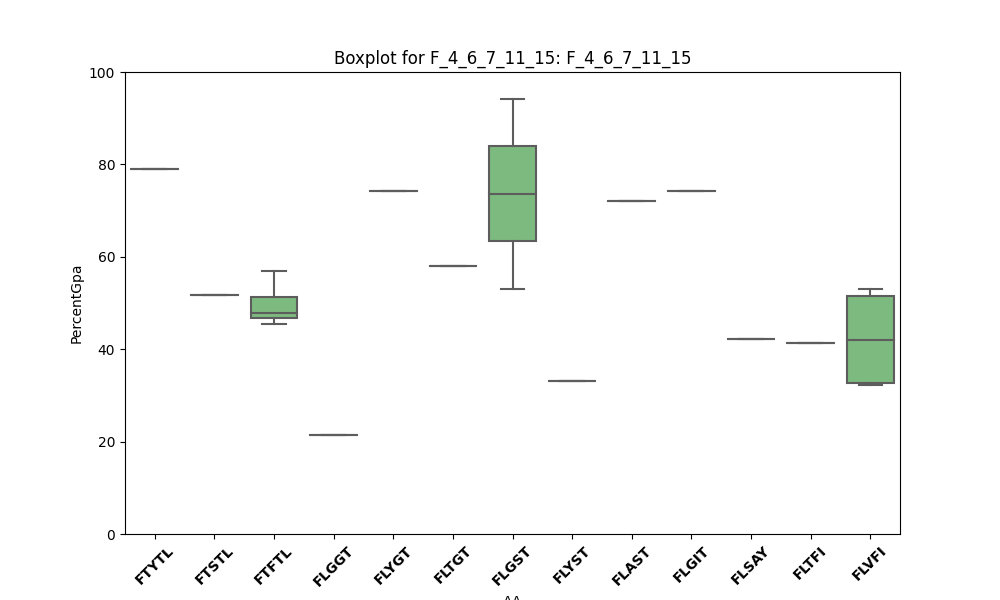 Boxplot for F_4_6_7_11_15: F_4_6_7_11_15
100
80
60
40
20
0
PercentGpa
FTYTL
FTSTL
FTFTL
FLGGT
FLYGT
FLTGT
FLGST
FLYST
FLAST
FLGIT
FLSAY
FLTFI
FLVFI
AA